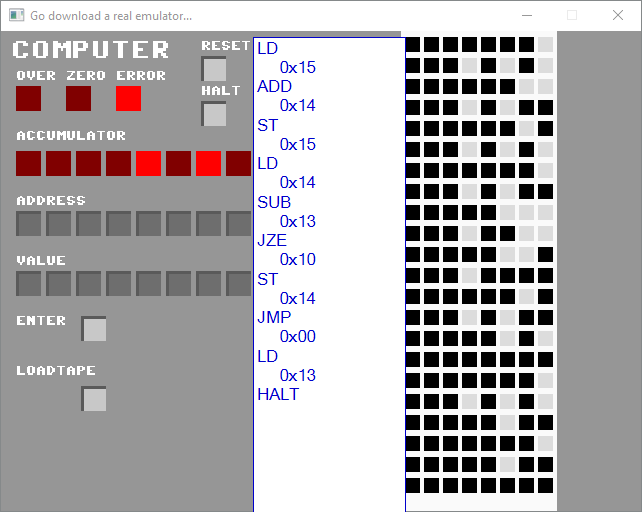 Go download a real emulator...
COMPUTER
RESET
OVER ZERO ERROR
HALT
ACCUMULATOR
ADDRESS
VALUE
ENTER
LOADTAPE
LD
0x15
ADD
0x14
ST
0x15
LD
0x14
SUB
0x13
JZE
0x10
ST
0x14
JMP
0x00
LD
0x13
HALT